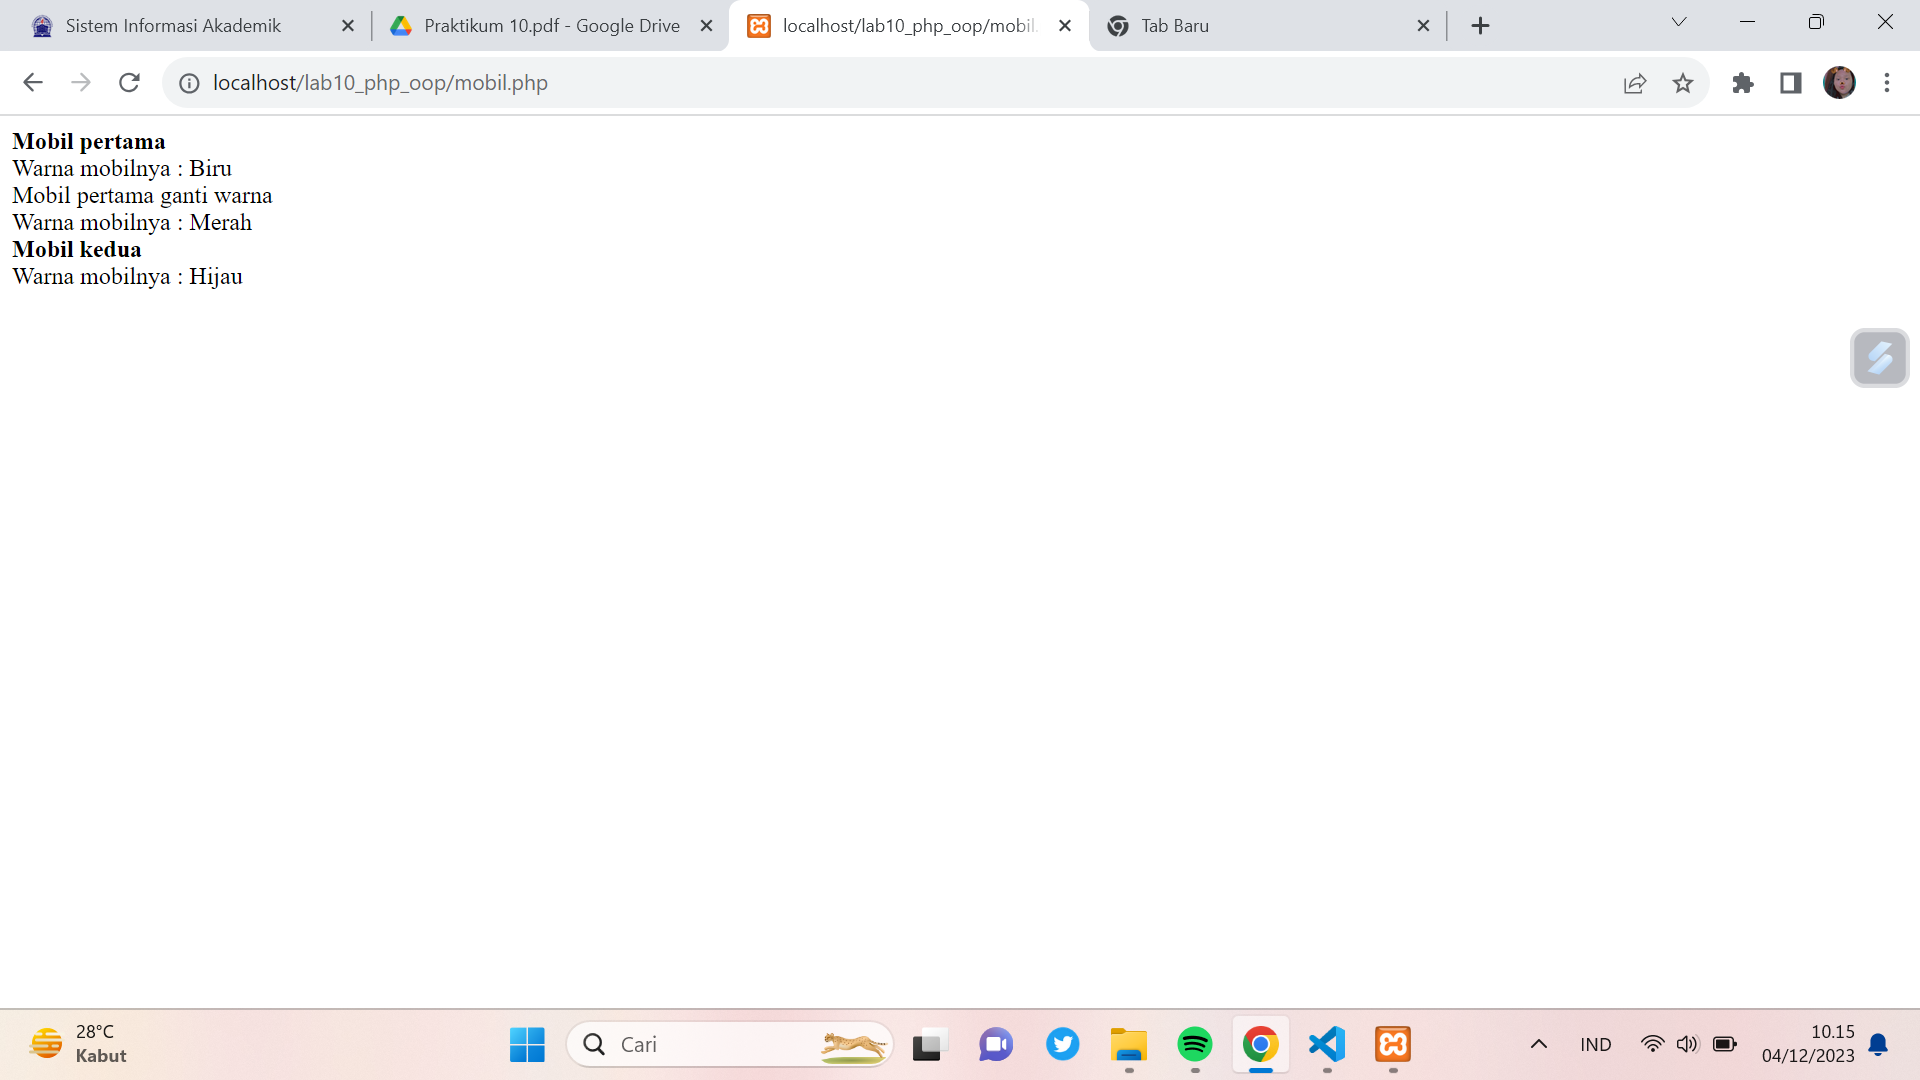 Sistem Informasi Akademik
Praktikum 10.pdf - Google Drive
localhost/lab10_php_oop/mobil.
Tab Baru
localhost/lab10_php_oop/mobil.php
Mobil pertama
Warna mobilnya : Biru
Mobil pertama ganti warna
Warna mobilnya : Merah
Mobil kedua
Warna mobilnya : Hijau
28°C
Kabut
Cari
IND
10.15
04/12/2023